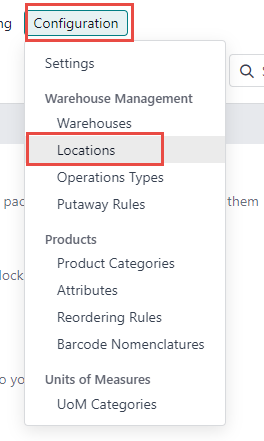 ng Configuration
Settings
Warehouse Management
Warehouses
Locations
Operations Types
pac them
Putaway Rules
Products
Product Categories
lock
Attributes
Reordering Rules
Barcode Nomenclatures
o yo
Units of Measures
UoM Categories